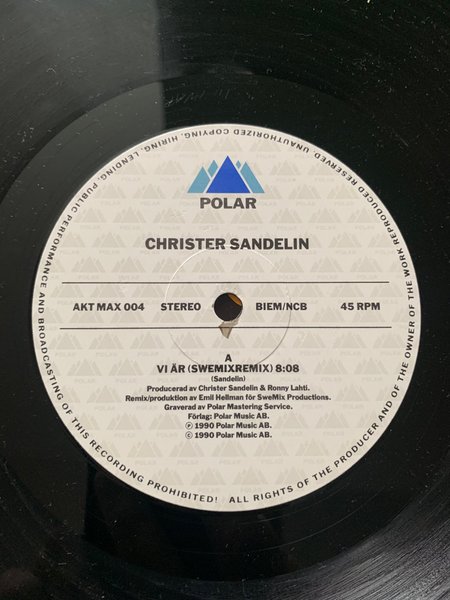 POLAR
CHRISTER SANDELIN
AKT MAX 004 STEREO BIEM/NCB 45 RPM
A
VI ÄR (SWEMIXREMIX) 8:08
(Sandelin)
Producerad av Christer Sandelin & Ronny Lahti.
Remix/produktion av Emil Hellman för SweMix Productions.
Graverad av Polar Mastering Service.
Förlag: Polar Music AB.
Ⓟ 1990 Polar Music AB.
© 1990 Polar Music AB.
ALL RIGHTS OF THE PRODUCER AND OF THE OWNER OF THE WORK REPRODUCED RESERVED. UNAUTHORIZED COPYING, HIRING, LENDING, PUBLIC PERFORMANCE AND BROADCASTING OF THIS RECORDING PROHIBITED!